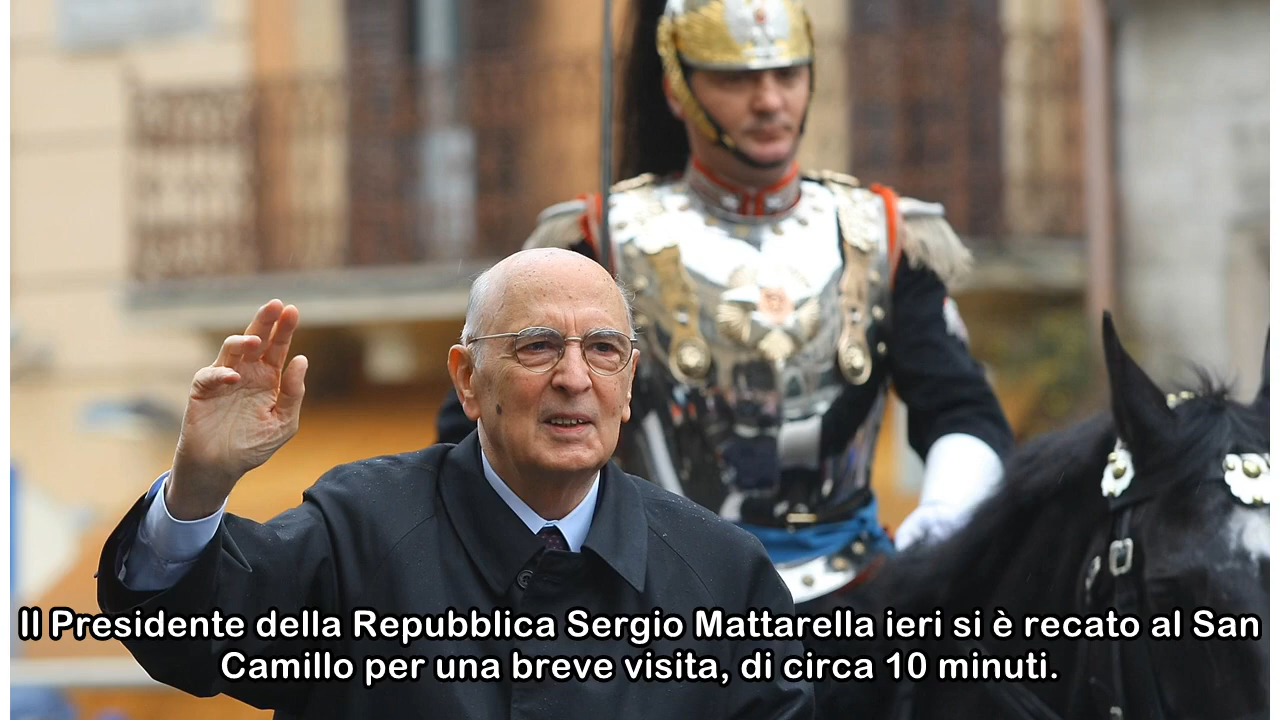 Il Presidente della Repubblica Sergio Mattarella ieri si è recato al San
Camillo per una breve visita, di circa 10 minuti.